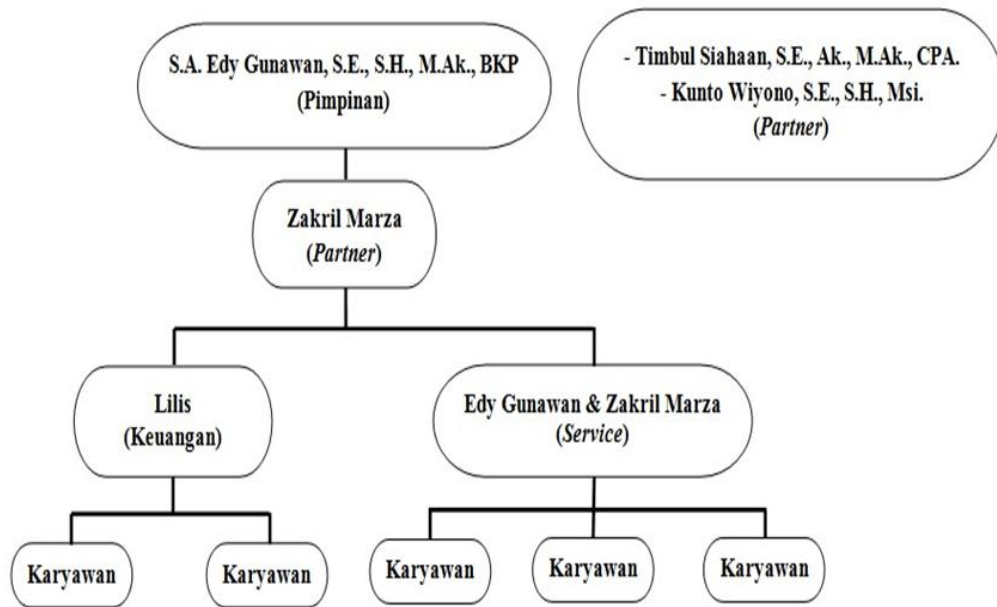 S.A. Edy Gunawan, S.E., S.H., M.Ak., BKP
(Pimpinan)
- Timbul Siahaan, S.E., Ak., M.Ak., CPA.
- Kunto Wiyono, S.E., S.H., Msi.
(Partner)
Zakril Marza
(Partner)
Lilis
(Keuangan)
Edy Gunawan & Zakril Marza
(Service)
Karyawan
Karyawan
Karyawan
Karyawan
Karyawan